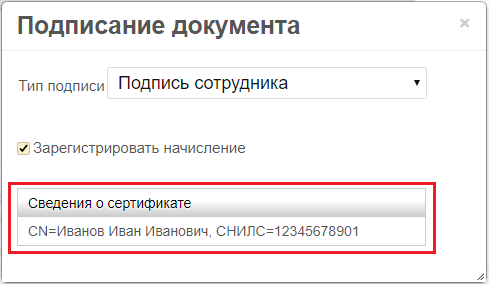 Подписание документа
Тип подписи Подпись сотрудника
Зарегистрировать начисление
Сведения о сертификате
CN=Иванов Иван Иванович, СНИЛС=12345678901